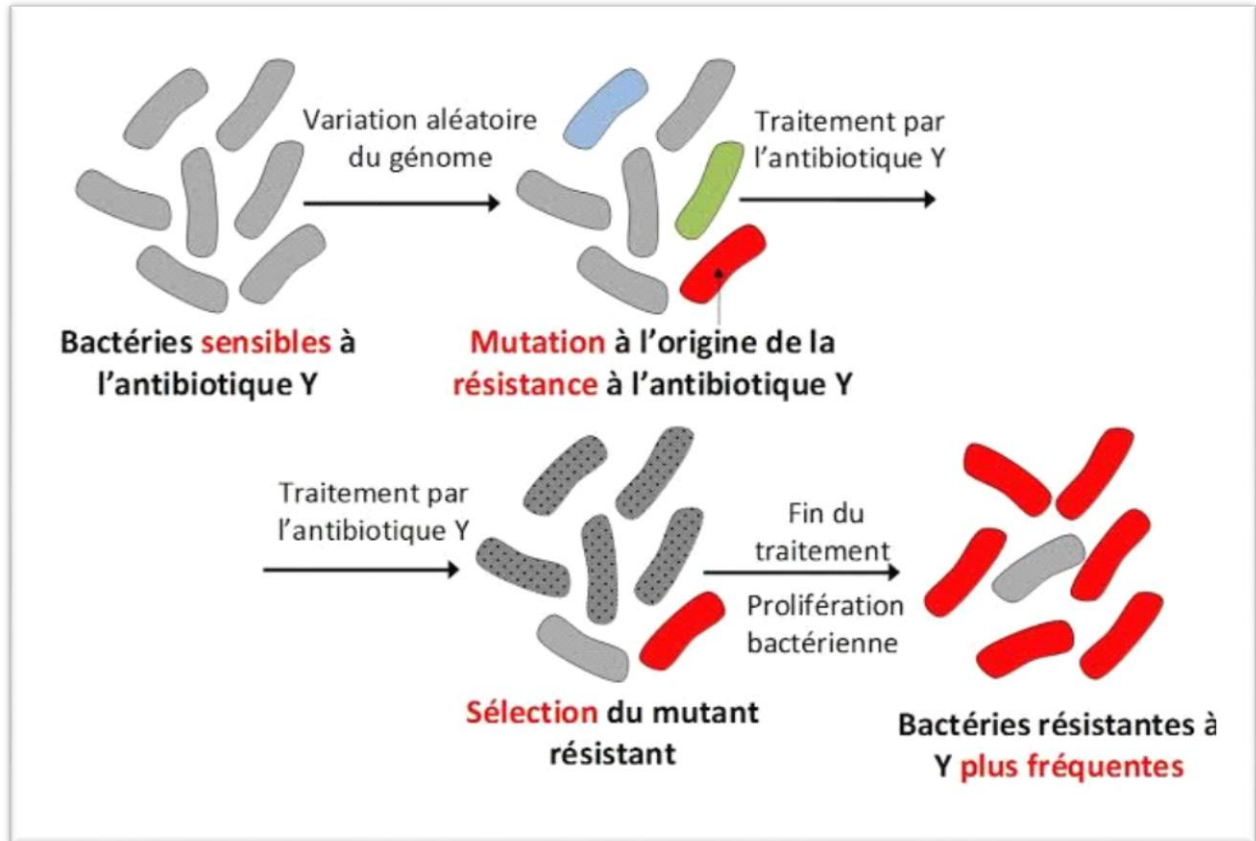 Variation aléatoire
du génome
Traitement par
l'antibiotique Y
Bactéries sensibles à
l'antibiotique Y
Mutation à l'origine de la
résistance à l'antibiotique Y
Traitement par
l'antibiotique Y
Fin du
traitement
Prolifération
bactérienne
Sélection du mutant
résistant
Bactéries résistantes à
Y plus fréquentes